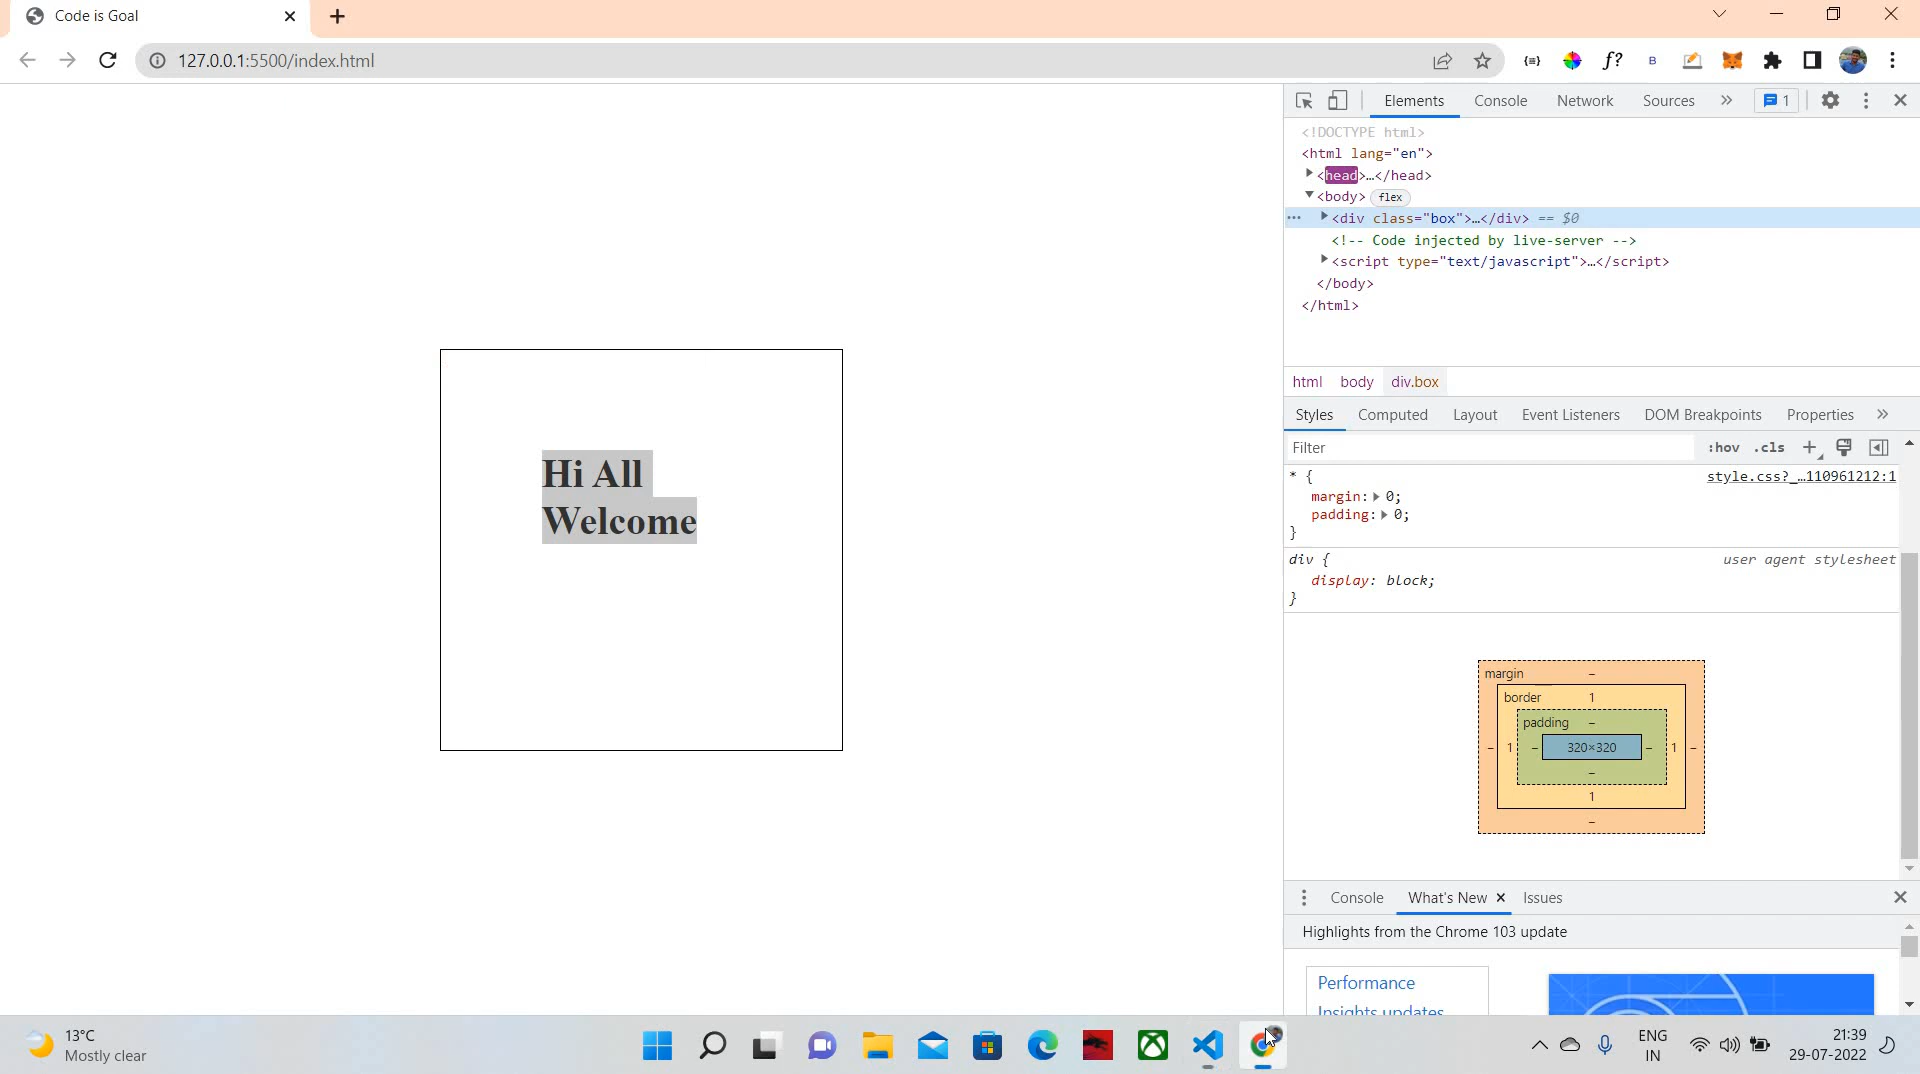 Code is Goal
127.0.0.1:5500/index.html
{≡}
f?
B
Elements
Console
Network
Sources
»
1
<!DOCTYPE html>
<html lang="en">
<head>…</head>
<body> flex
<div class="box">…</div> == $0
<!-- Code injected by live-server -->
<script type="text/javascript">…</script>
</body>
</html>
html body div.box
Styles Computed Layout Event Listeners DOM Breakpoints Properties »
Filter
:hov .cls
* {
style.css?_…110961212:1
margin: 0;
padding: 0;
}
div {
user agent stylesheet
display: block;
}
margin –
border 1
padding –
– 1 – 320×320 – 1 –
–
1
–
Console What's New Issues
Highlights from the Chrome 103 update
Performance
Insights updates
Hi All
Welcome
13°C
Mostly clear
ENG
IN
21:39
29-07-2022